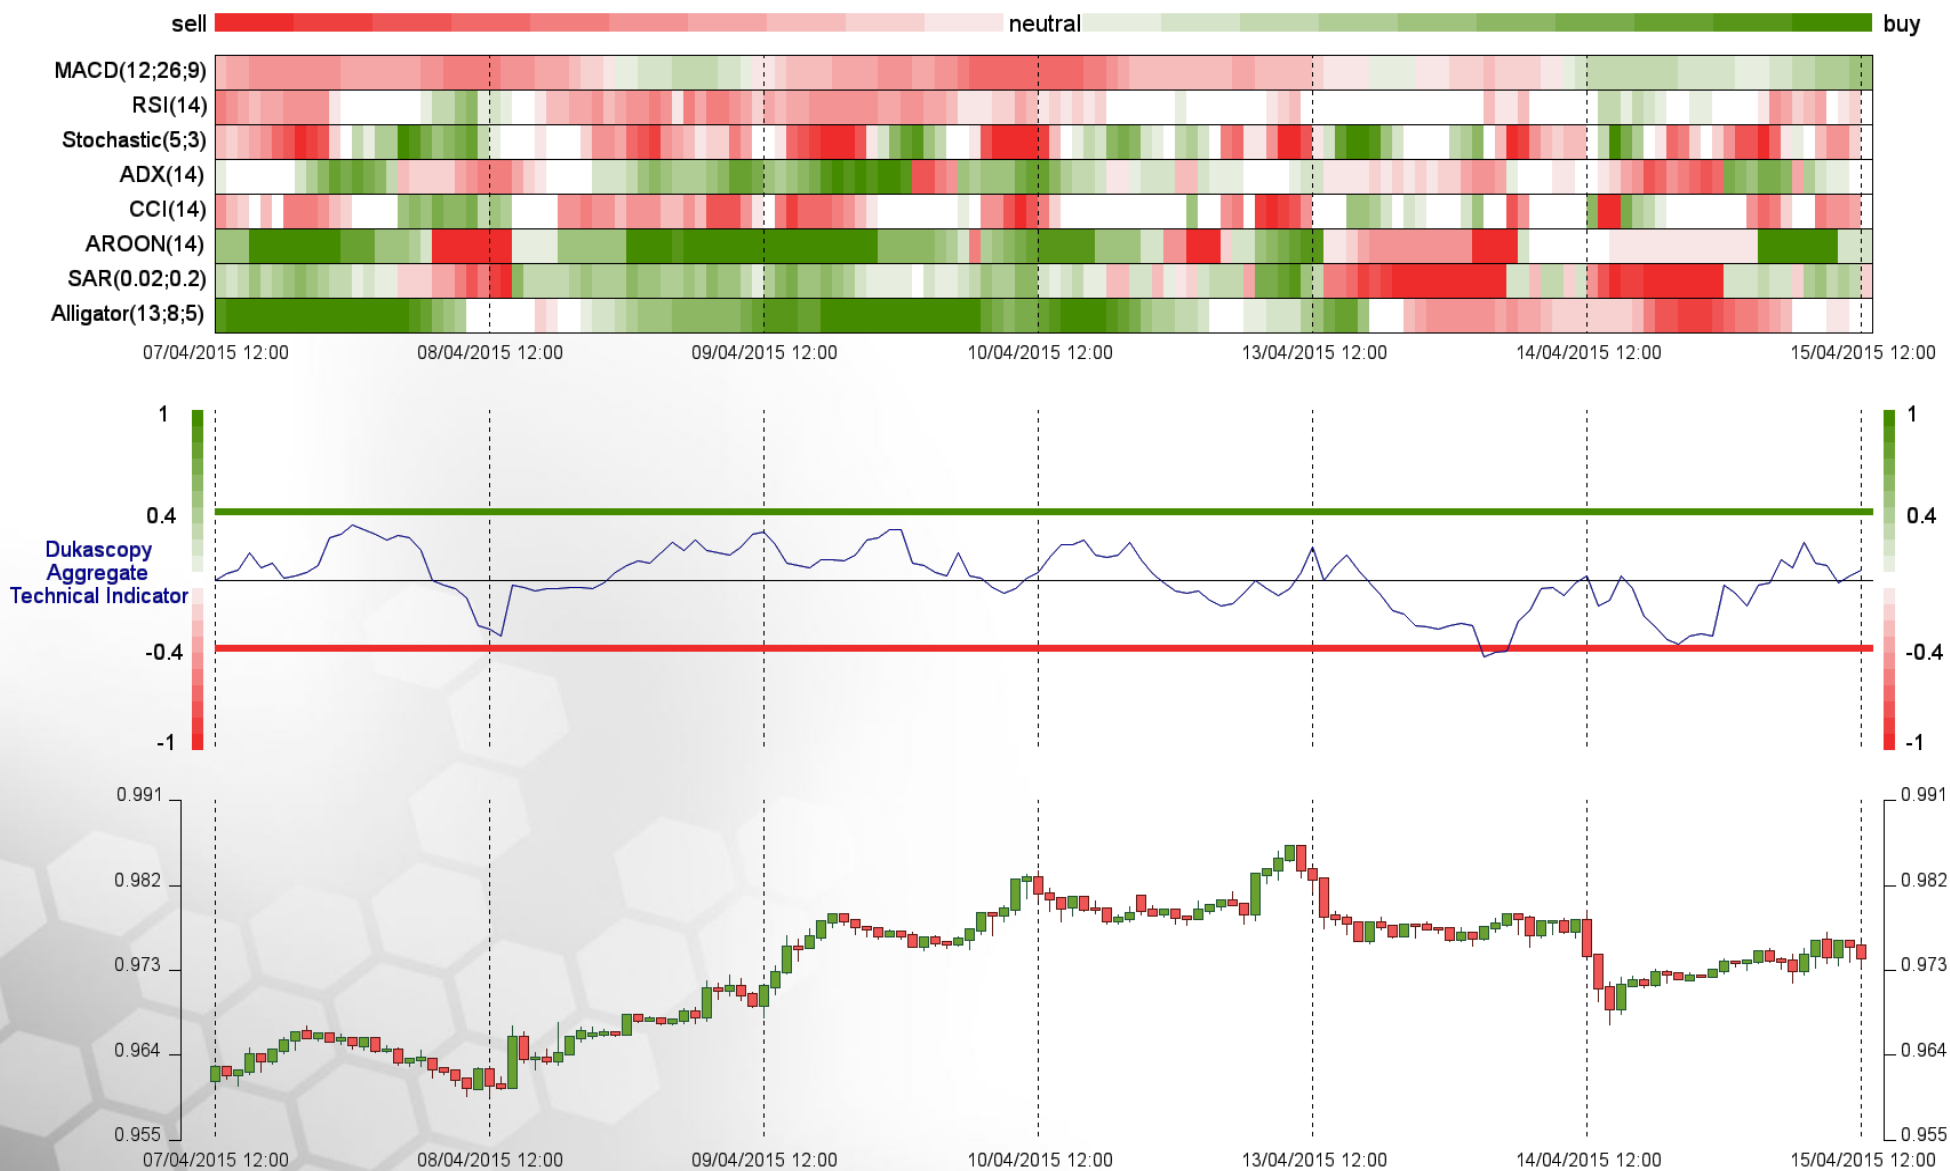 sell neutral buy
MACD(12;26;9)
RSI(14)
Stochastic(5;3)
ADX(14)
CCI(14)
AROON(14)
SAR(0.02;0.2)
Alligator(13;8;5)
07/04/2015 12:00 08/04/2015 12:00 09/04/2015 12:00 10/04/2015 12:00 13/04/2015 12:00 14/04/2015 12:00 15/04/2015 12:00
1 1
0.4 0.4
Dukascopy
Aggregate
Technical Indicator
-0.4 -0.4
-1 -1
0.991 0.991
0.982 0.982
0.973 0.973
0.964 0.964
0.955 0.955
07/04/2015 12:00 08/04/2015 12:00 09/04/2015 12:00 10/04/2015 12:00 13/04/2015 12:00 14/04/2015 12:00 15/04/2015 12:00